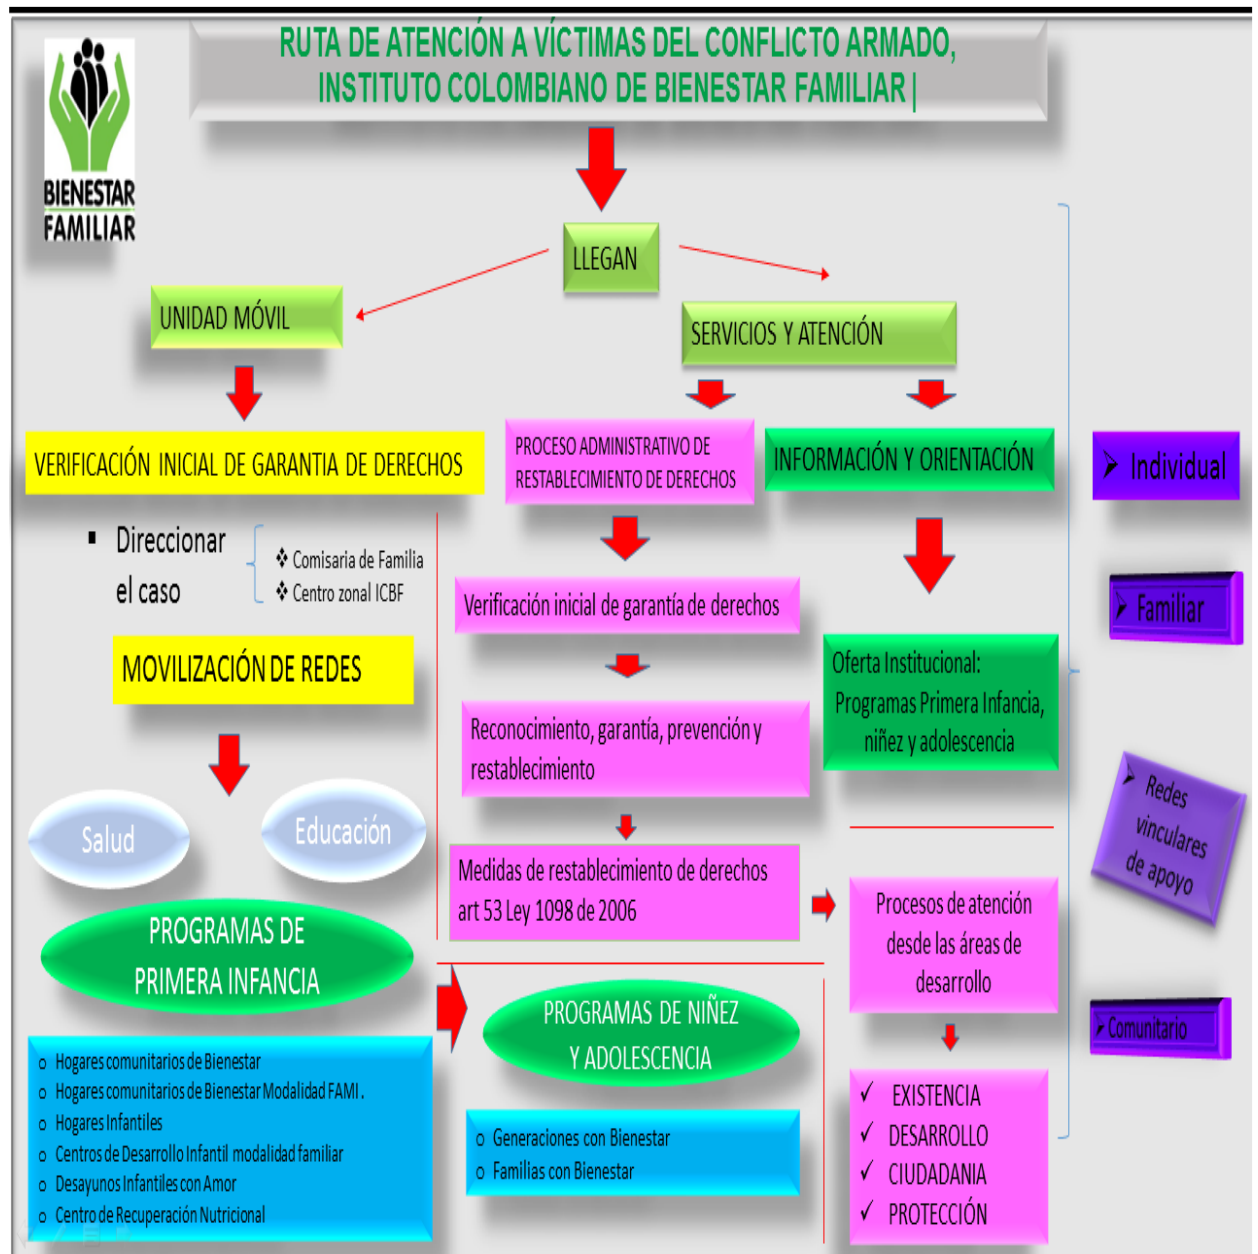 RUTA DE ATENCIÓN A VÍCTIMAS DEL CONFLICTO ARMADO,
INSTITUTO COLOMBIANO DE BIENESTAR FAMILIAR |
BIENESTAR
FAMILIAR
LLEGAN
UNIDAD MÓVIL
SERVICIOS Y ATENCIÓN
VERIFICACIÓN INICIAL DE GARANTIA DE DERECHOS
▪ Direccionar
el caso
❖ Comisaria de Familia
❖ Centro zonal ICBF
MOVILIZACIÓN DE REDES
Salud
Educación
PROGRAMAS DE
PRIMERA INFANCIA
o Hogares comunitarios de Bienestar
o Hogares comunitarios de Bienestar Modalidad FAMI .
o Hogares Infantiles
o Centros de Desarrollo Infantil modalidad familiar
o Desayunos Infantiles con Amor
o Centro de Recuperación Nutricional
PROGRAMAS DE NIÑEZ
Y ADOLESCENCIA
o Generaciones con Bienestar
o Familias con Bienestar
PROCESO ADMINISTRATIVO DE
RESTABLECIMIENTO DE DERECHOS
Verificación inicial de garantía de derechos
Reconocimiento, garantía, prevención y
restablecimiento
Medidas de restablecimiento de derechos
art 53 Ley 1098 de 2006
Procesos de atención
desde las áreas de
desarrollo
✓ EXISTENCIA
✓ DESARROLLO
✓ CIUDADANIA
✓ PROTECCIÓN
INFORMACIÓN Y ORIENTACIÓN
Oferta Institucional:
Programas Primera Infancia,
niñez y adolescencia
➢ Individual
➢ Familiar
➢ Redes
vinculares
de apoyo
➢ Comunitario